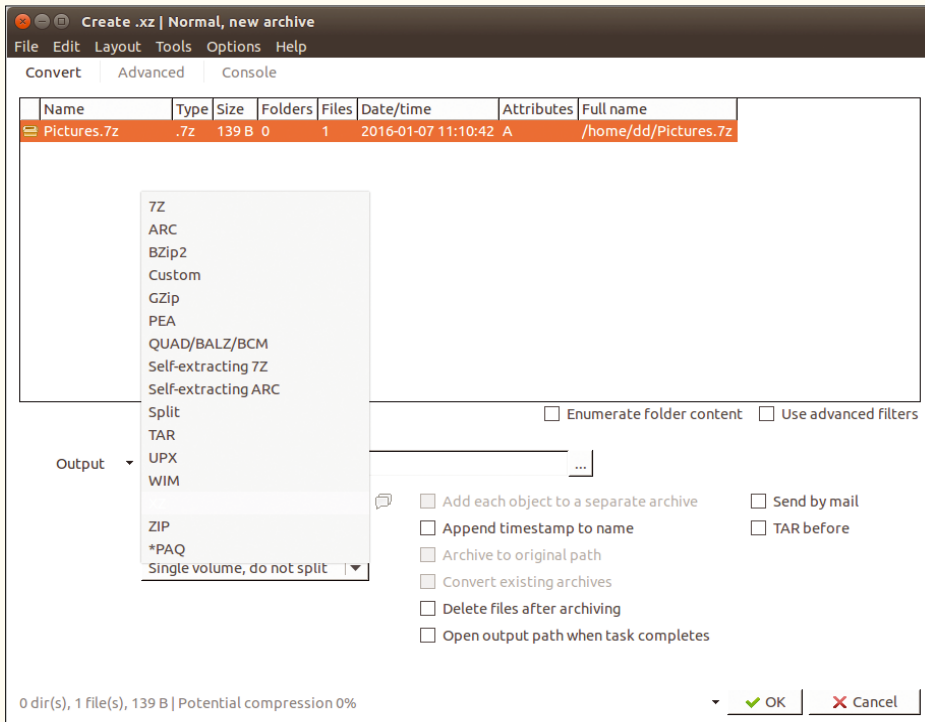 Create .xz | Normal, new archive
File Edit Layout Tools Options Help
Convert Advanced Console
Name Type Size Folders Files Date/time Attributes Full name
Pictures.7z .7z 139 B 0 1 2016-01-07 11:10:42 A /home/dd/Pictures.7z
7Z
ARC
BZip2
Custom
GZip
PEA
QUAD/BALZ/BCM
Self-extracting 7Z
Self-extracting ARC
Split
TAR
UPX
WIM
XZ
ZIP
*PAQ
Enumerate folder content Use advanced filters
Output ...
Add each object to a separate archive Send by mail
Append timestamp to name TAR before
Archive to original path
Convert existing archives
Single volume, do not split
Delete files after archiving
Open output path when task completes
0 dir(s), 1 file(s), 139 B | Potential compression 0% OK Cancel